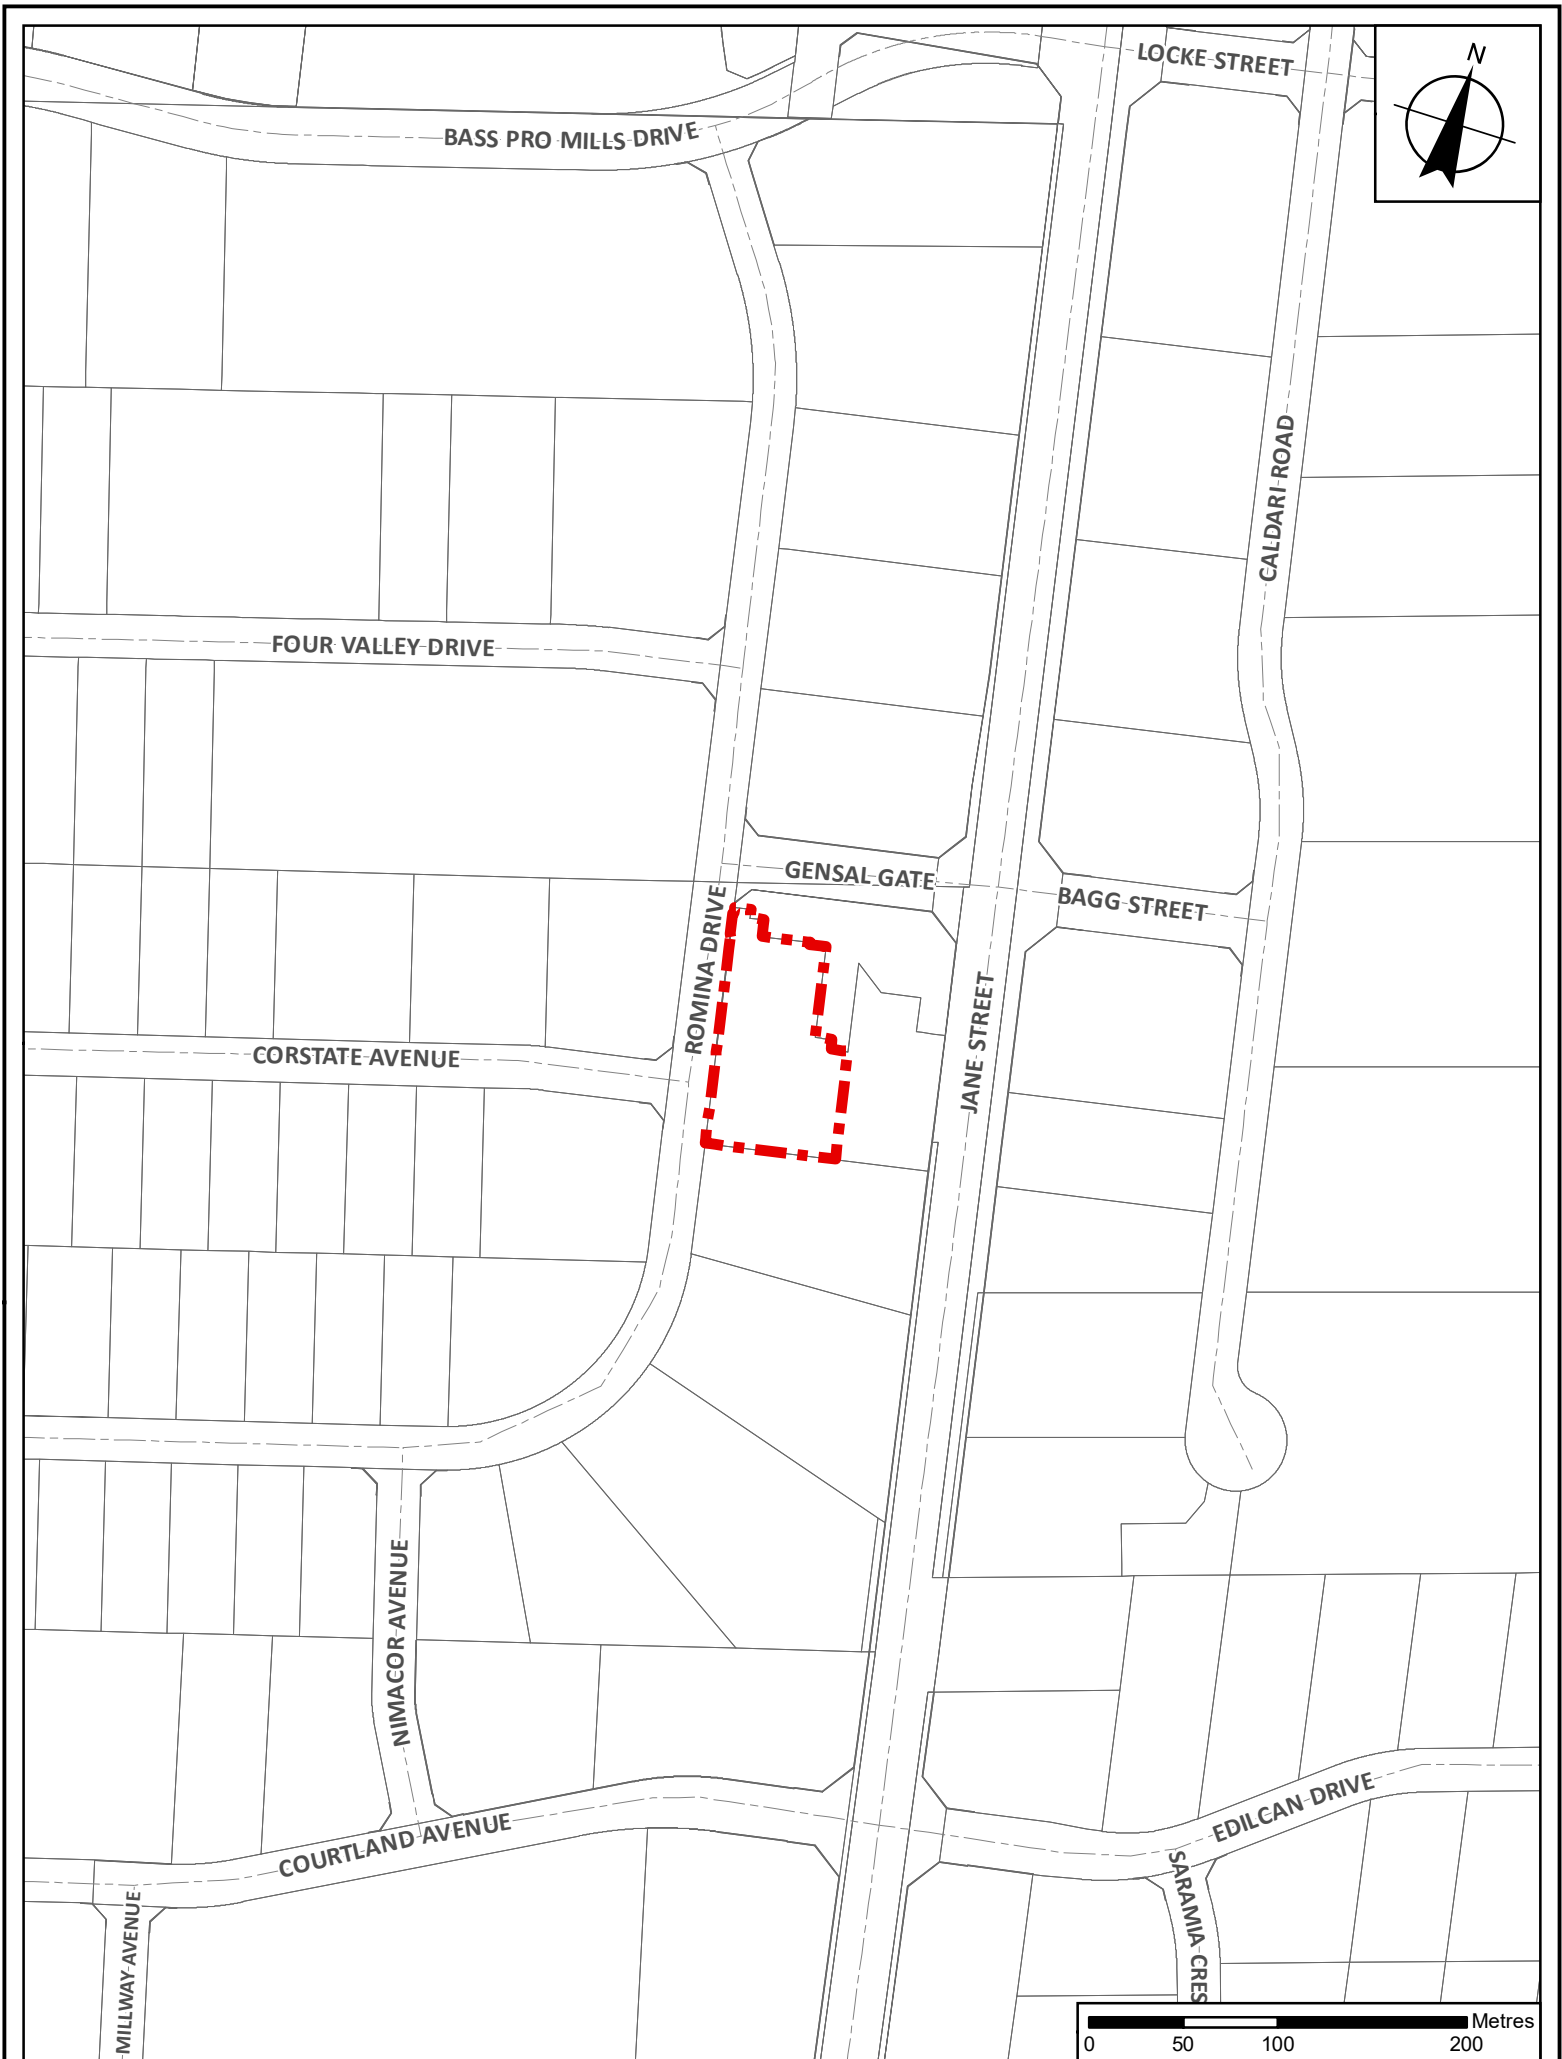 LOCKE STREET
N
BASS PRO MILLS DRIVE
CALDARI ROAD
FOUR VALLEY DRIVE
GENSAL GATE
BAGG STREET
ROMINA DRIVE
JANE STREET
CORSTATE AVENUE
NIMACOR AVENUE
EDILCAN DRIVE
COURTLAND AVENUE
SARAMIA CRES
MILLWAY AVENUE
Metres
0 50 100 200